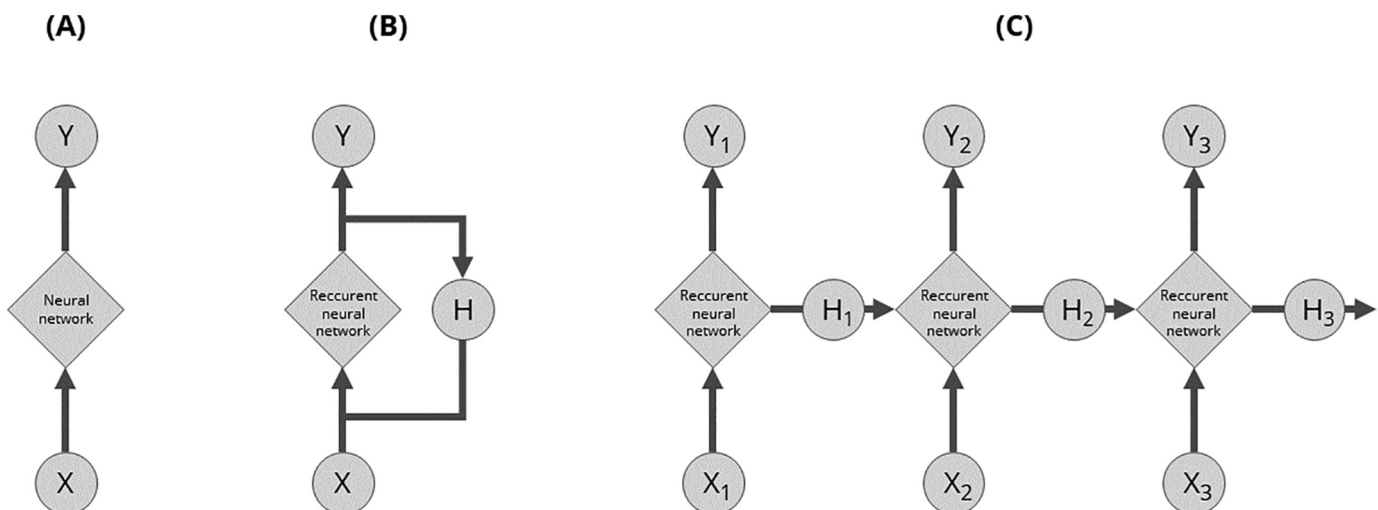 (A)
(B)
(C)
Y
Y
Y1
Y2
Y3
Neural
network
Reccurent
neural
network
H
Reccurent
neural
network
H1
Reccurent
neural
network
H2
Reccurent
neural
network
H3
X
X
X1
X2
X3